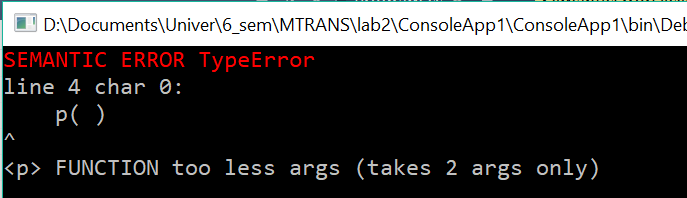 D:\Documents\Univer\6_sem\MTRANS\lab2\ConsoleApp1\ConsoleApp1\bin\Deb
SEMANTIC ERROR TypeError
line 4 char 0:
    p( )
^
<p> FUNCTION too less args (takes 2 args only)